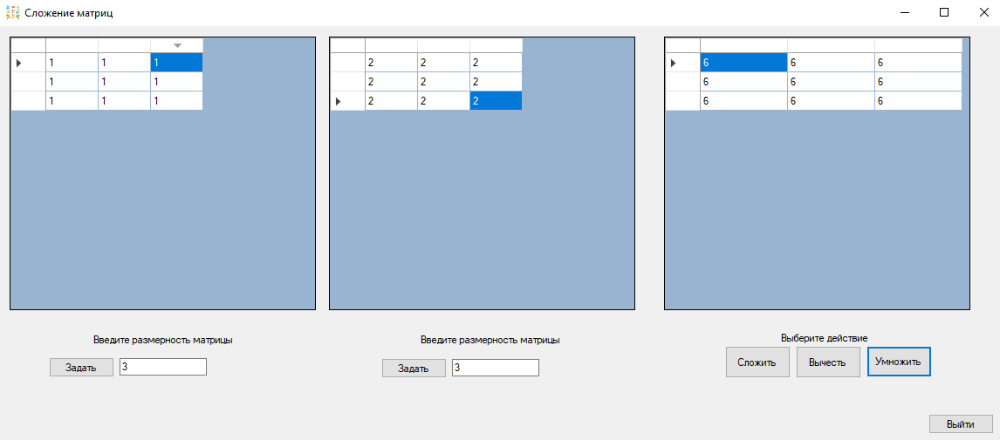 Сложение матриц
1 1 1
1 1 1
1 1 1
2 2 2
2 2 2
2 2 2
6 6 6
6 6 6
6 6 6
Введите размерность матрицы
Задать 3
Введите размерность матрицы
Задать 3
Выберите действие
Сложить Вычесть Умножить
Выйти